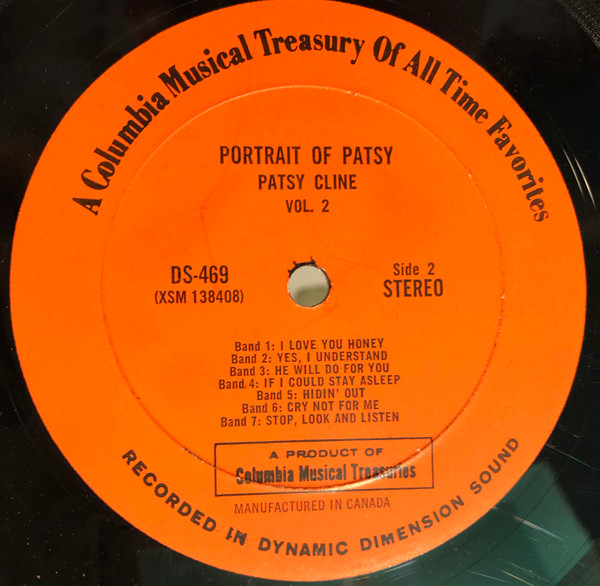 A Columbia Musical Treasury Of All Time Favorites
PORTRAIT OF PATSY
PATSY CLINE
VOL. 2
DS-469
(XSM 138408)
Side 2
STEREO
Band 1: I LOVE YOU HONEY
Band 2: YES, I UNDERSTAND
Band 3: HE WILL DO FOR YOU
Band 4: IF I COULD STAY ASLEEP
Band 5: HIDIN' OUT
Band 6: CRY NOT FOR ME
Band 7: STOP, LOOK AND LISTEN
A PRODUCT OF
Columbia Musical Treasuries
MANUFACTURED IN CANADA
RECORDED IN DYNAMIC DIMENSION SOUND